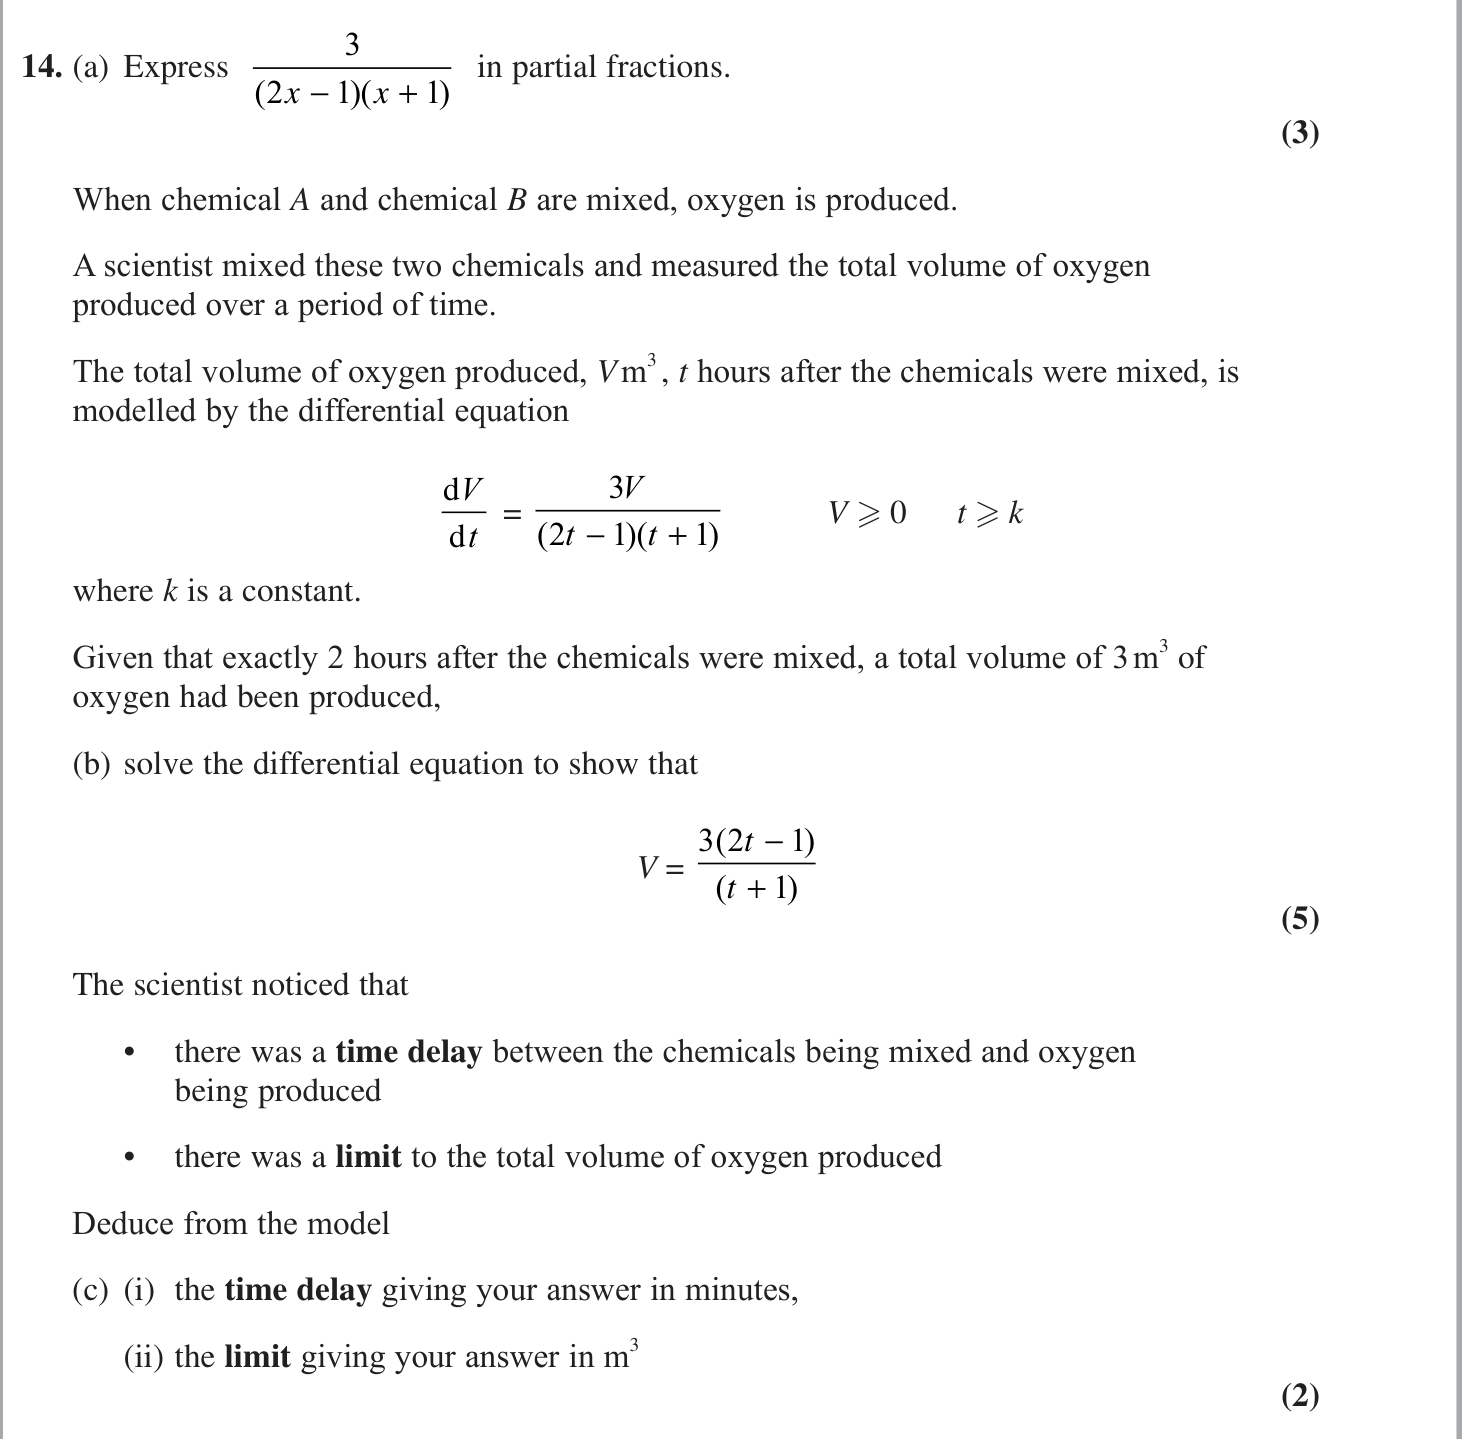 14. (a) Express 3/((2x − 1)(x + 1)) in partial fractions.
(3)
When chemical A and chemical B are mixed, oxygen is produced.
A scientist mixed these two chemicals and measured the total volume of oxygen
produced over a period of time.
The total volume of oxygen produced, V m³, t hours after the chemicals were mixed, is
modelled by the differential equation
dV/dt = 3V/((2t − 1)(t + 1)) V ⩾ 0 t ⩾ k
where k is a constant.
Given that exactly 2 hours after the chemicals were mixed, a total volume of 3 m³ of
oxygen had been produced,
(b) solve the differential equation to show that
V = 3(2t − 1)/(t + 1)
(5)
The scientist noticed that
• there was a time delay between the chemicals being mixed and oxygen
being produced
• there was a limit to the total volume of oxygen produced
Deduce from the model
(c) (i) the time delay giving your answer in minutes,
(ii) the limit giving your answer in m³
(2)